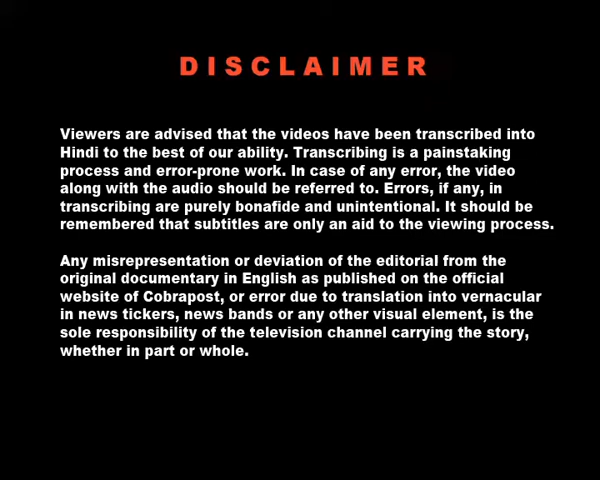 DISCLAIMER
Viewers are advised that the videos have been transcribed into
Hindi to the best of our ability. Transcribing is a painstaking
process and error-prone work. In case of any error, the video
along with the audio should be referred to. Errors, if any, in
transcribing are purely bonafide and unintentional. It should be
remembered that subtitles are only an aid to the viewing process.
Any misrepresentation or deviation of the editorial from the
original documentary in English as published on the official
website of Cobrapost, or error due to translation into vernacular
in news tickers, news bands or any other visual element, is the
sole responsibility of the television channel carrying the story,
whether in part or whole.